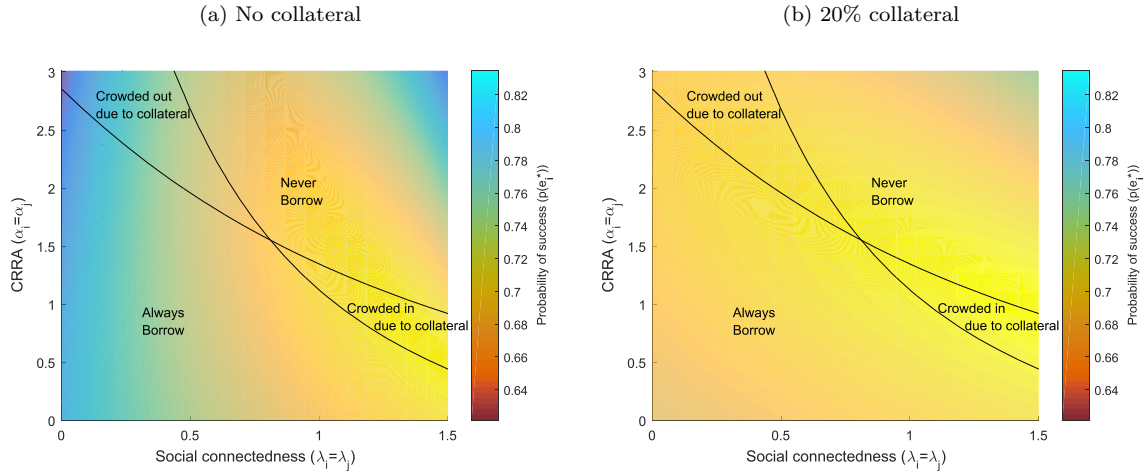 (a) No collateral
3
2.5
2
1.5
1
0.5
0
0
0.5
1
1.5
CRRA (α_i=α_j)
Social connectedness (λ_i=λ_j)
Crowded out
due to collateral
Never
Borrow
Always
Borrow
Crowded in
due to collateral
0.82
0.8
0.78
0.76
0.74
0.72
0.7
0.68
0.66
0.64
Probability of success (p(e_i*))
(b) 20% collateral
3
2.5
2
1.5
1
0.5
0
0
0.5
1
1.5
CRRA (α_i=α_j)
Social connectedness (λ_i=λ_j)
Crowded out
due to collateral
Never
Borrow
Always
Borrow
Crowded in
due to collateral
0.82
0.8
0.78
0.76
0.74
0.72
0.7
0.68
0.66
0.64
Probability of success (p(e_i*))